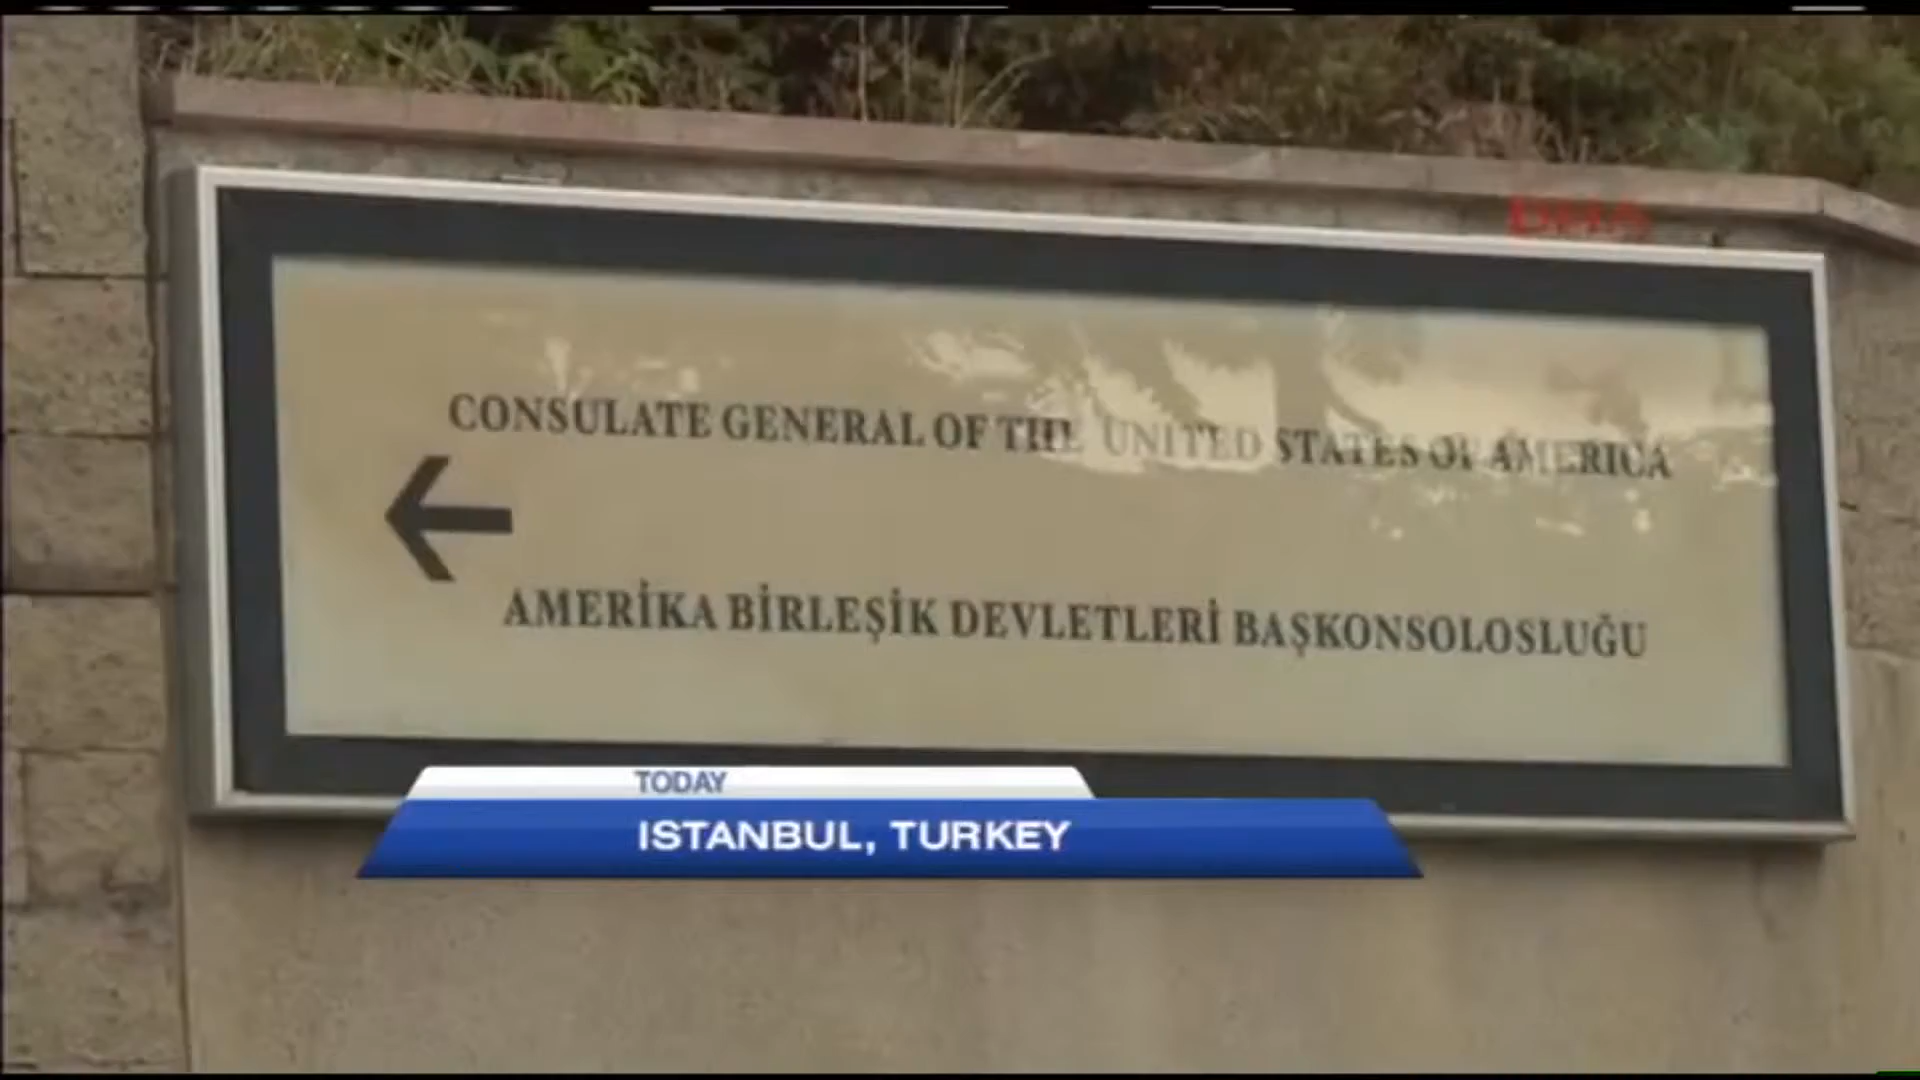 CONSULATE GENERAL OF THE UNITED STATES OF AMERICA
AMERİKA BİRLEŞİK DEVLETLERİ BAŞKONSOLOSLUĞU
TODAY
ISTANBUL, TURKEY